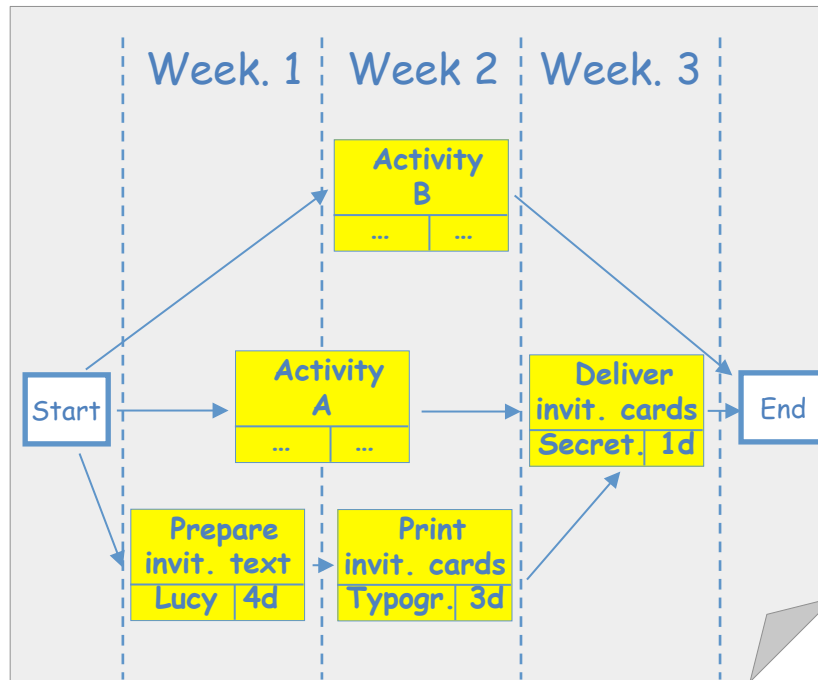 Week. 1 Week 2 Week. 3
Activity
B
... ...
Start
Activity
A
... ...
Deliver
invit. cards
Secret. 1d
End
Prepare
invit. text
Lucy 4d
Print
invit. cards
Typogr. 3d